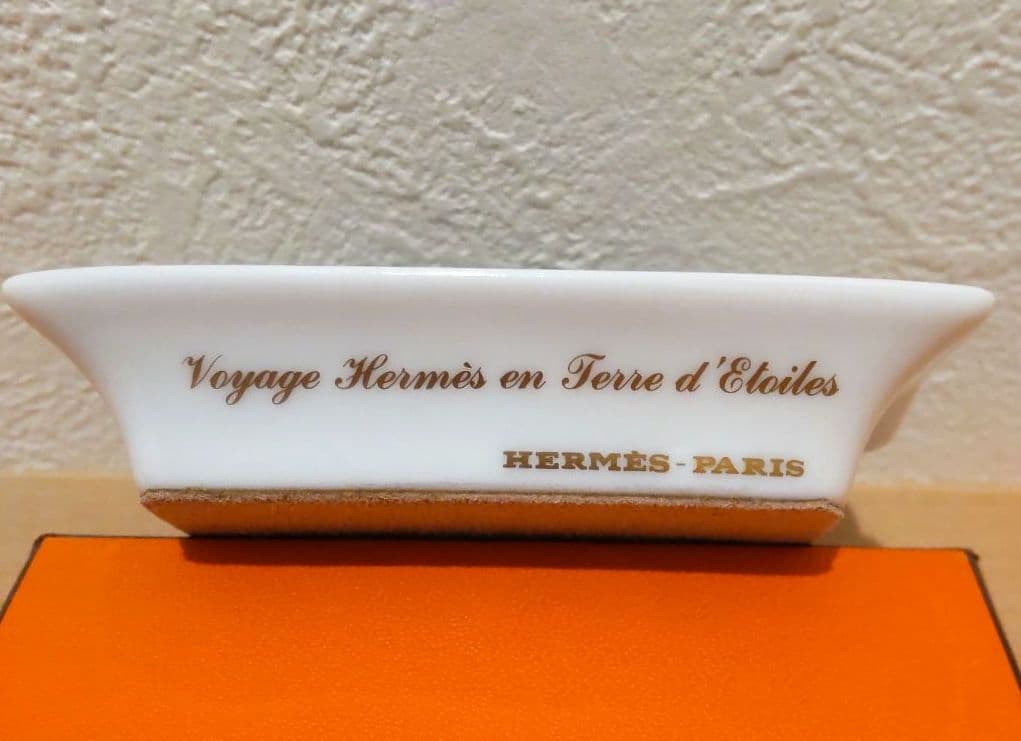 Voyage Hermès en Terre d'Etoiles
HERMÈS-PARIS